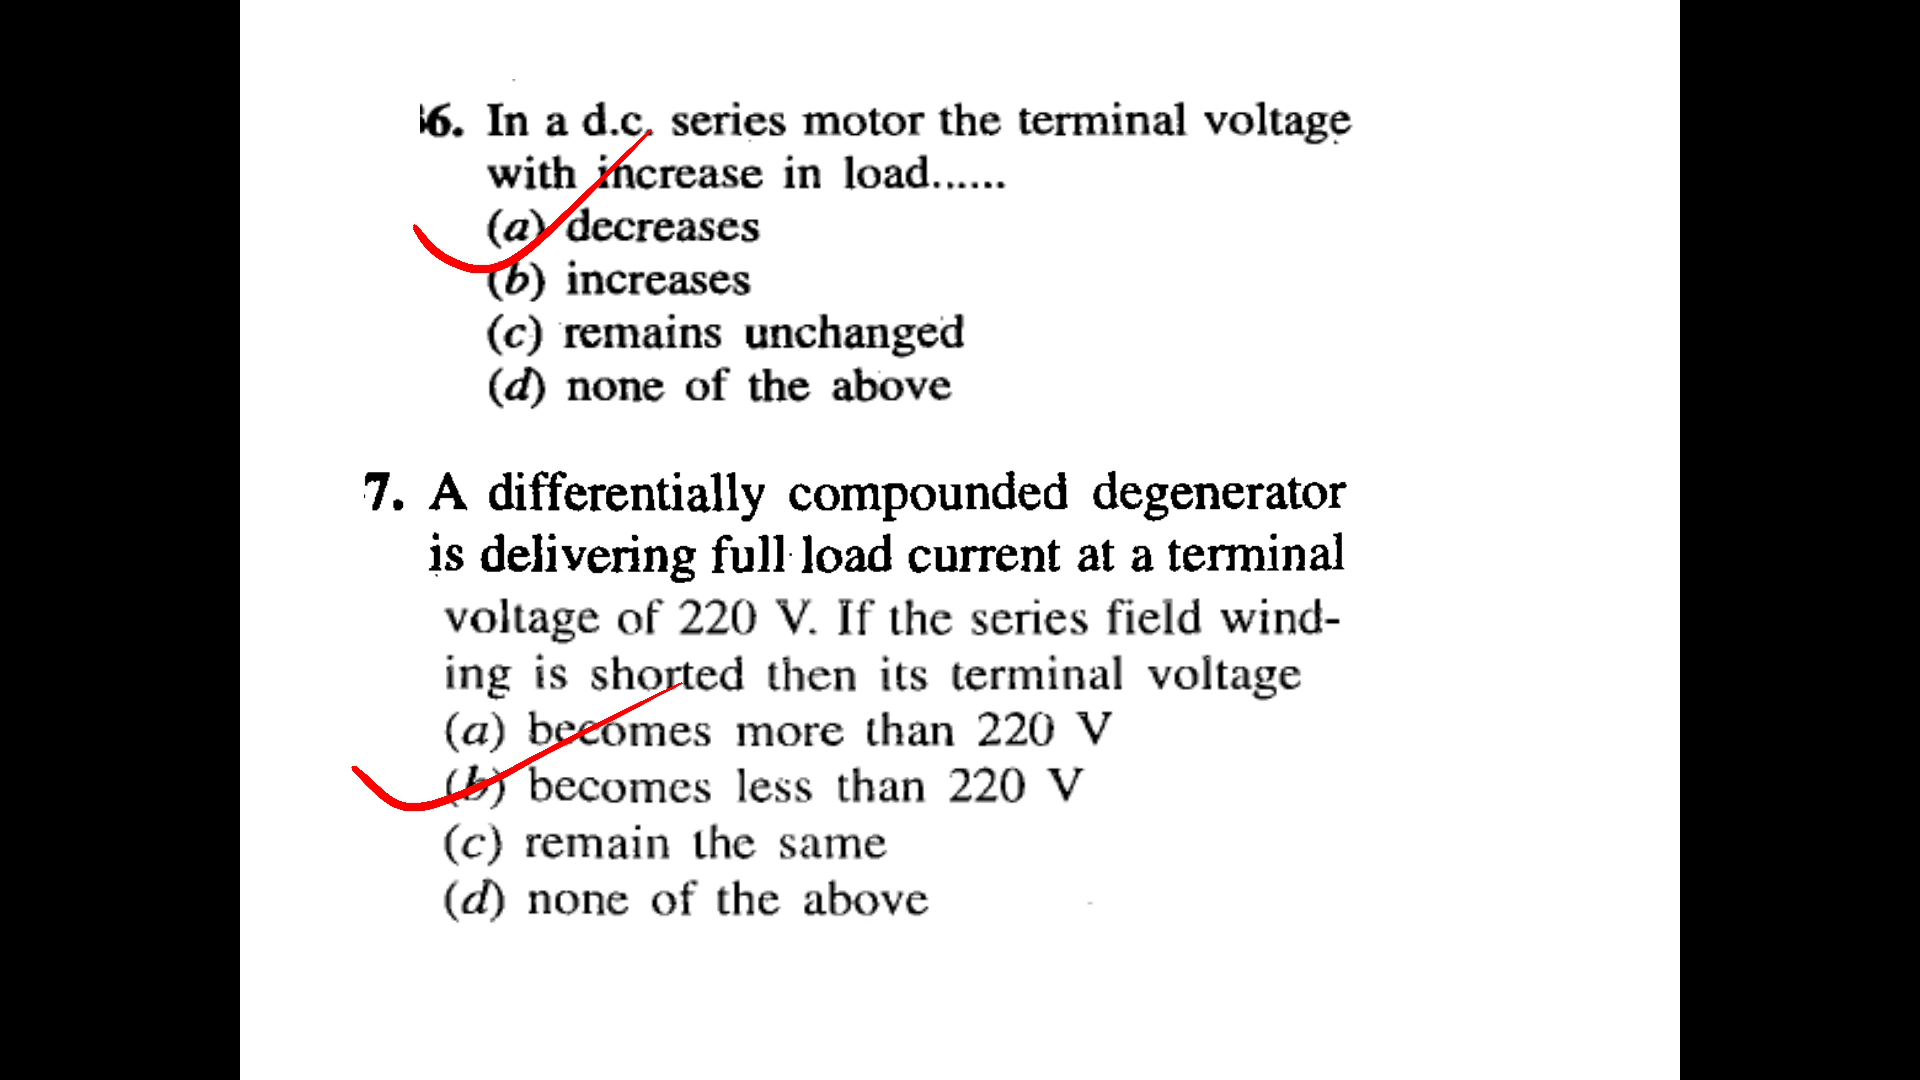 36. In a d.c. series motor the terminal voltage
with increase in load......
(a) decreases
(b) increases
(c) remains unchanged
(d) none of the above
7. A differentially compounded degenerator
is delivering full load current at a terminal
voltage of 220 V. If the series field wind-
ing is shorted then its terminal voltage
(a) becomes more than 220 V
(b) becomes less than 220 V
(c) remain the same
(d) none of the above